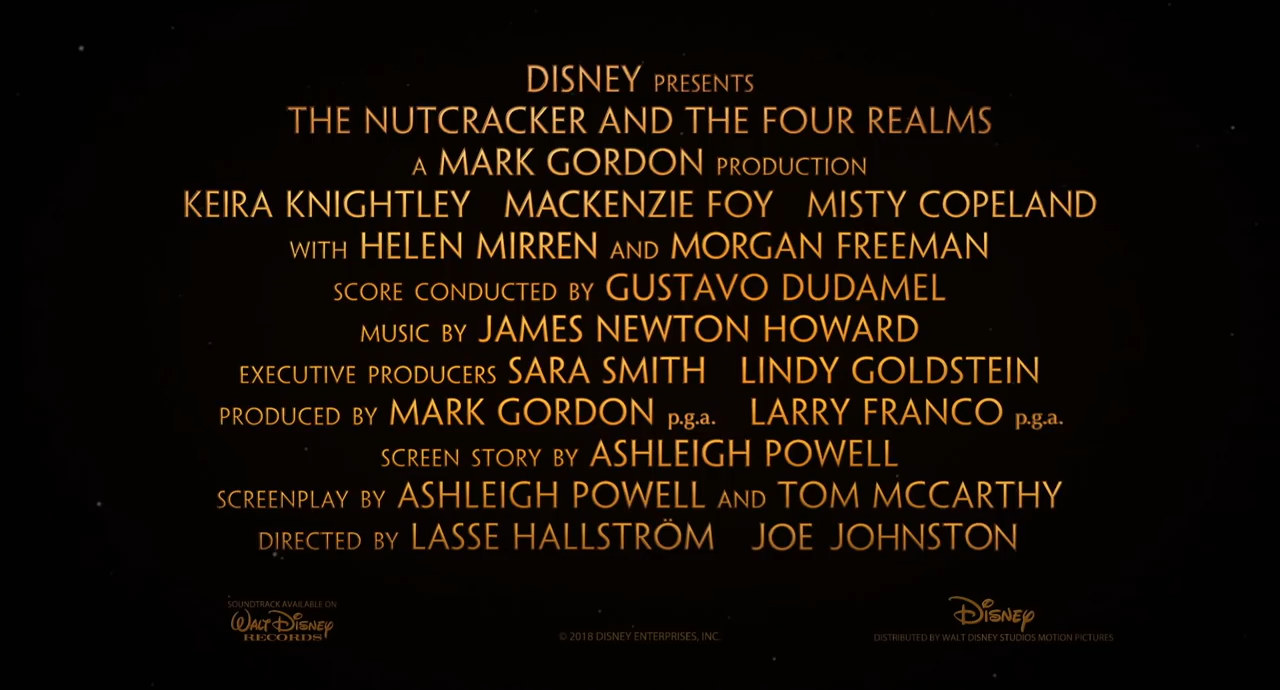 DISNEY PRESENTS
THE NUTCRACKER AND THE FOUR REALMS
A MARK GORDON PRODUCTION
KEIRA KNIGHTLEY MACKENZIE FOY MISTY COPELAND
WITH HELEN MIRREN AND MORGAN FREEMAN
SCORE CONDUCTED BY GUSTAVO DUDAMEL
MUSIC BY JAMES NEWTON HOWARD
EXECUTIVE PRODUCERS SARA SMITH LINDY GOLDSTEIN
PRODUCED BY MARK GORDON p.g.a. LARRY FRANCO p.g.a.
SCREEN STORY BY ASHLEIGH POWELL
SCREENPLAY BY ASHLEIGH POWELL AND TOM MCCARTHY
DIRECTED BY LASSE HALLSTRÖM JOE JOHNSTON
SOUNDTRACK AVAILABLE ON
WALT DISNEY
RECORDS
© 2018 DISNEY ENTERPRISES, INC.
DISNEY
DISTRIBUTED BY WALT DISNEY STUDIOS MOTION PICTURES